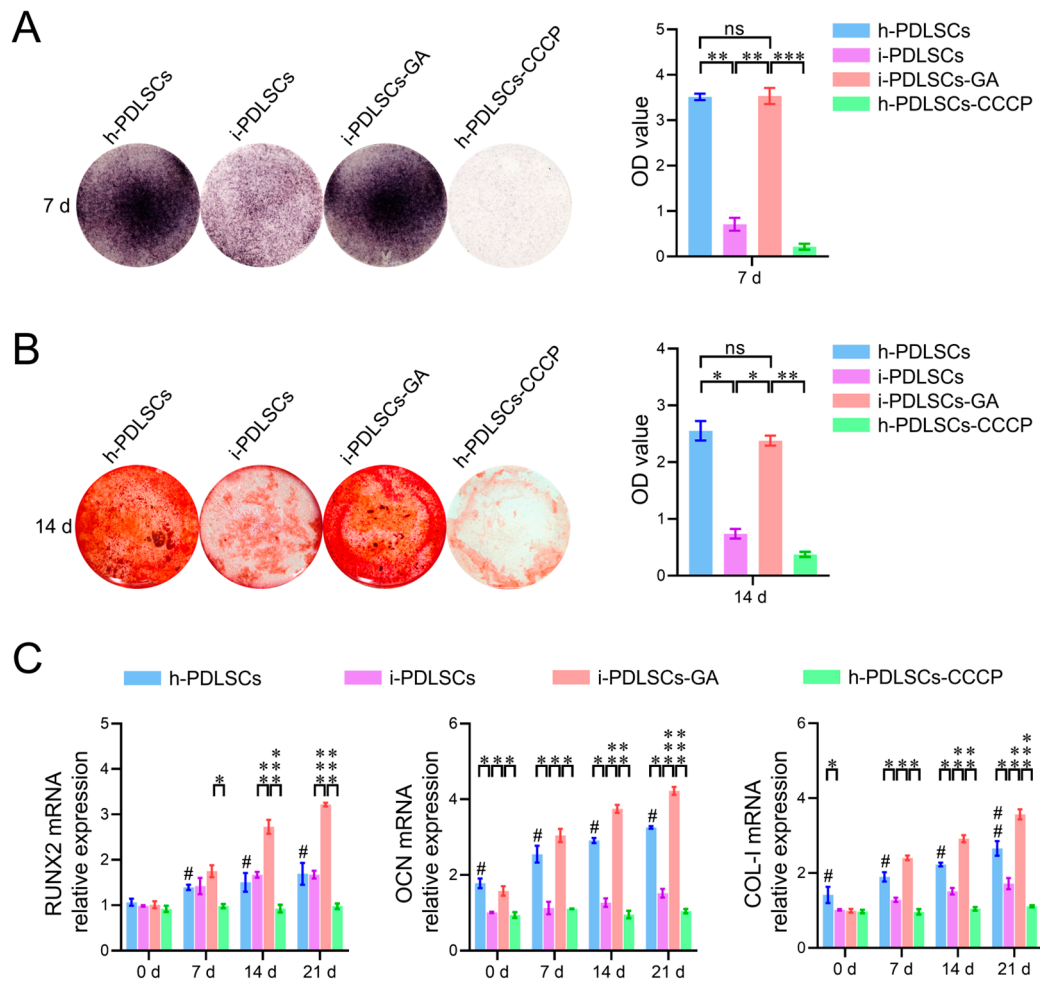 A
h-PDLSCs
i-PDLSCs
i-PDLSCs-GA
h-PDLSCs-CCCP
7 d
OD value
5
4
3
2
1
0
ns
** ** ***
7 d
h-PDLSCs
i-PDLSCs
i-PDLSCs-GA
h-PDLSCs-CCCP
B
h-PDLSCs
i-PDLSCs
i-PDLSCs-GA
h-PDLSCs-CCCP
14 d
OD value
4
3
2
1
0
ns
* * **
14 d
h-PDLSCs
i-PDLSCs
i-PDLSCs-GA
h-PDLSCs-CCCP
C
h-PDLSCs
i-PDLSCs
i-PDLSCs-GA
h-PDLSCs-CCCP
RUNX2 mRNA
relative expression
5
4
3
2
1
0
* ** *** *** ***
# # #
0 d 7 d 14 d 21 d
OCN mRNA
relative expression
6
4
2
0
* * * * * * * ** ** * *** ***
# # # #
0 d 7 d 14 d 21 d
COL-I mRNA
relative expression
6
4
2
0
* * * * * ** ** * ** ***
# # # ##
0 d 7 d 14 d 21 d